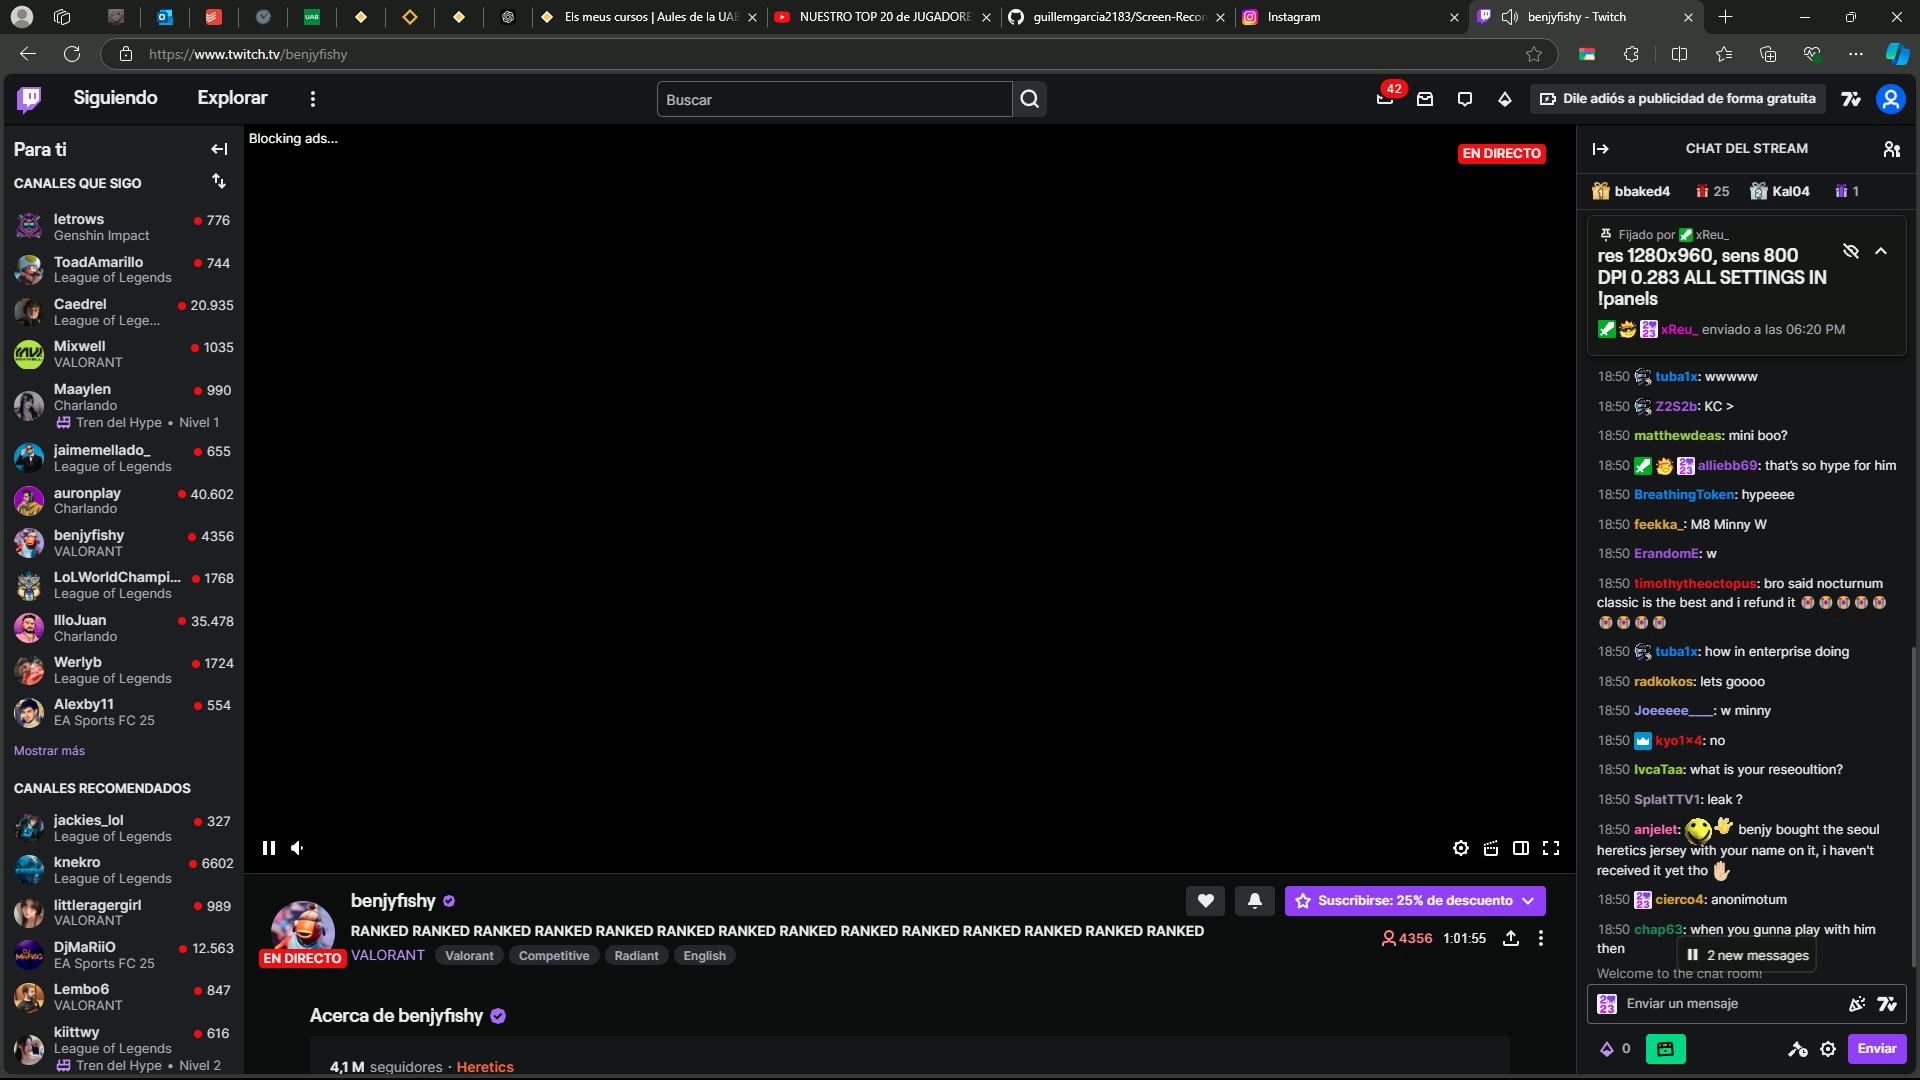 Els meus cursos | Aules de la UAB
NUESTRO TOP 20 de JUGADORE
guillemgarcia2183/Screen-Recor
Instagram
benjyfishy - Twitch
https://www.twitch.tv/benjyfishy
Siguiendo
Explorar
Buscar
42
Dile adiós a publicidad de forma gratuita
Para ti
CANALES QUE SIGO
letrows
776
Genshin Impact
ToadAmarillo
744
League of Legends
Caedrel
20.935
League of Lege...
Mixwell
1035
VALORANT
Maaylen
990
Charlando
Tren del Hype • Nivel 1
jaimemellado_
655
League of Legends
auronplay
40.602
Charlando
benjyfishy
4356
VALORANT
LoLWorldChampi...
1768
League of Legends
IlloJuan
35.478
Charlando
Werlyb
1724
League of Legends
Alexby11
554
EA Sports FC 25
Mostrar más
CANALES RECOMENDADOS
jackies_lol
327
League of Legends
knekro
6602
League of Legends
littleragergirl
989
VALORANT
DjMaRiiO
12.563
EA Sports FC 25
Lembo6
847
VALORANT
kiittwy
616
League of Legends
Tren del Hype • Nivel 2
Blocking ads...
EN DIRECTO
benjyfishy
RANKED RANKED RANKED RANKED RANKED RANKED RANKED RANKED RANKED RANKED RANKED RANKED RANKED RANKED
EN DIRECTO
VALORANT
Valorant
Competitive
Radiant
English
Suscribirse: 25% de descuento
4356
1:01:55
Acerca de benjyfishy
4,1 M seguidores · Heretics
CHAT DEL STREAM
bbaked4
25
Kal04
1
Fijado por xReu_
res 1280x960, sens 800
DPI 0.283 ALL SETTINGS IN
!panels
xReu_ enviado a las 06:20 PM
18:50 tuba1x: wwwww
18:50 Z2S2b: KC >
18:50 matthewdeas: mini boo?
18:50 alliebb69: that's so hype for him
18:50 BreathingToken: hypeeee
18:50 feekka_: M8 Minny W
18:50 ErandomE: w
18:50 timothytheoctopus: bro said nocturnum
classic is the best and i refund it 😭😭😭😭😭
😭😭😭😭
18:50 tuba1x: how in enterprise doing
18:50 radkokos: lets goooo
18:50 Joeeeee____: w minny
18:50 kyo1x4: no
18:50 IvcaTaa: what is your reseoultion?
18:50 SplatTTV1: leak ?
18:50 anjelet: benjy bought the seoul
heretics jersey with your name on it, i haven't
received it yet tho
18:50 cierco4: anonimotum
18:50 chap63: when you gunna play with him
then
2 new messages
Welcome to the chat room!
Enviar un mensaje
0
Enviar